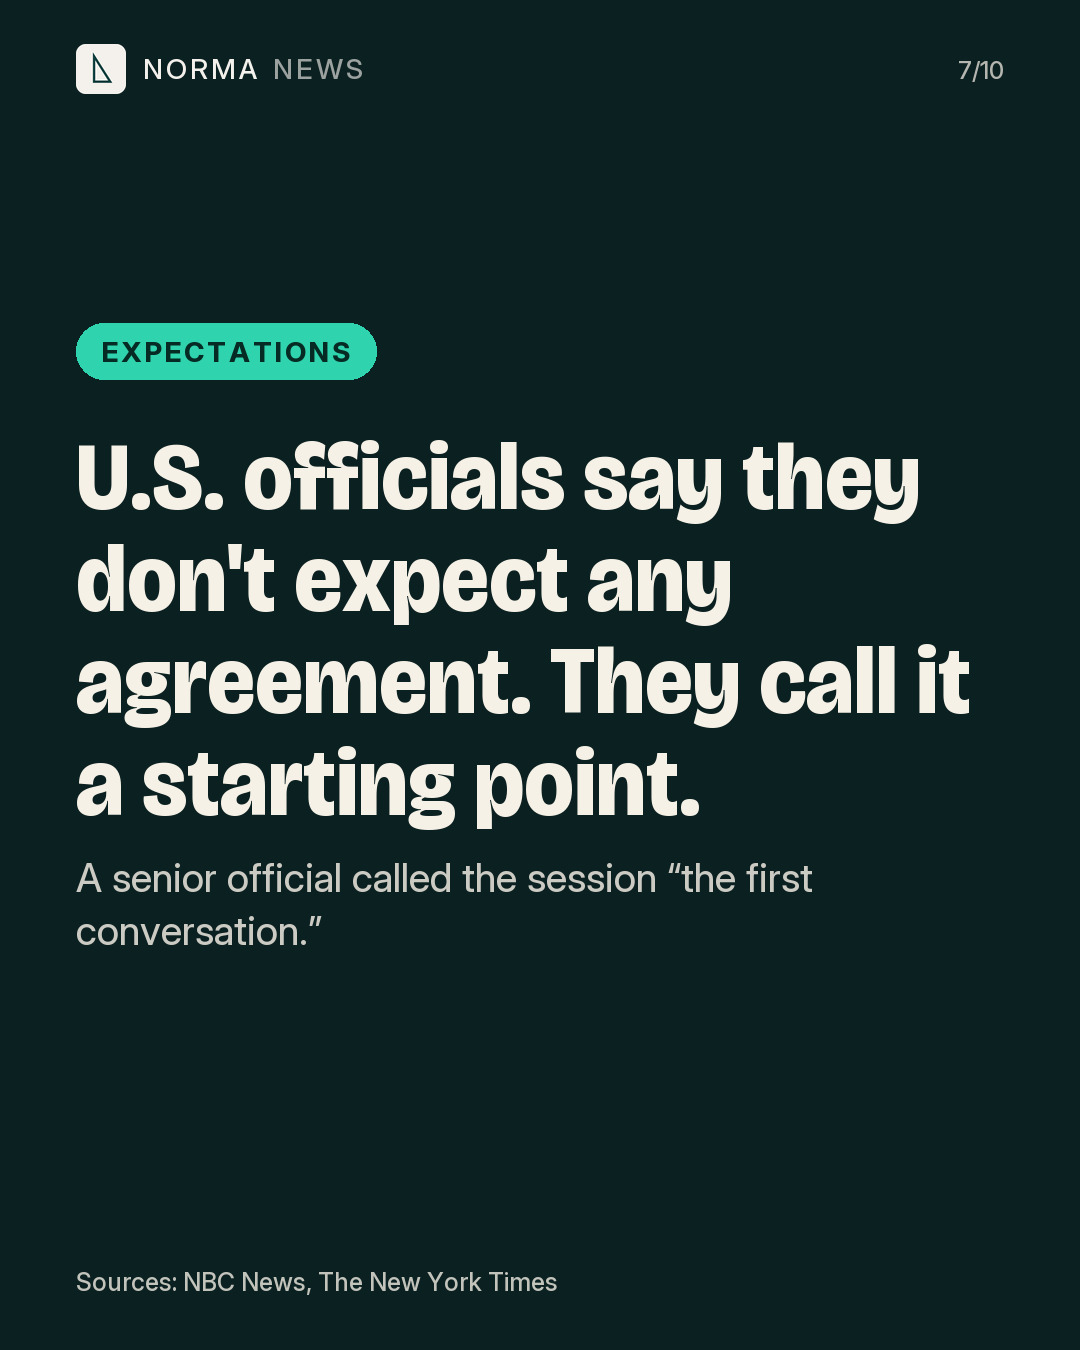 NORMA NEWS
7/10
EXPECTATIONS
U.S. officials say they
don't expect any
agreement. They call it
a starting point.
A senior official called the session “the first
conversation.”
Sources: NBC News, The New York Times